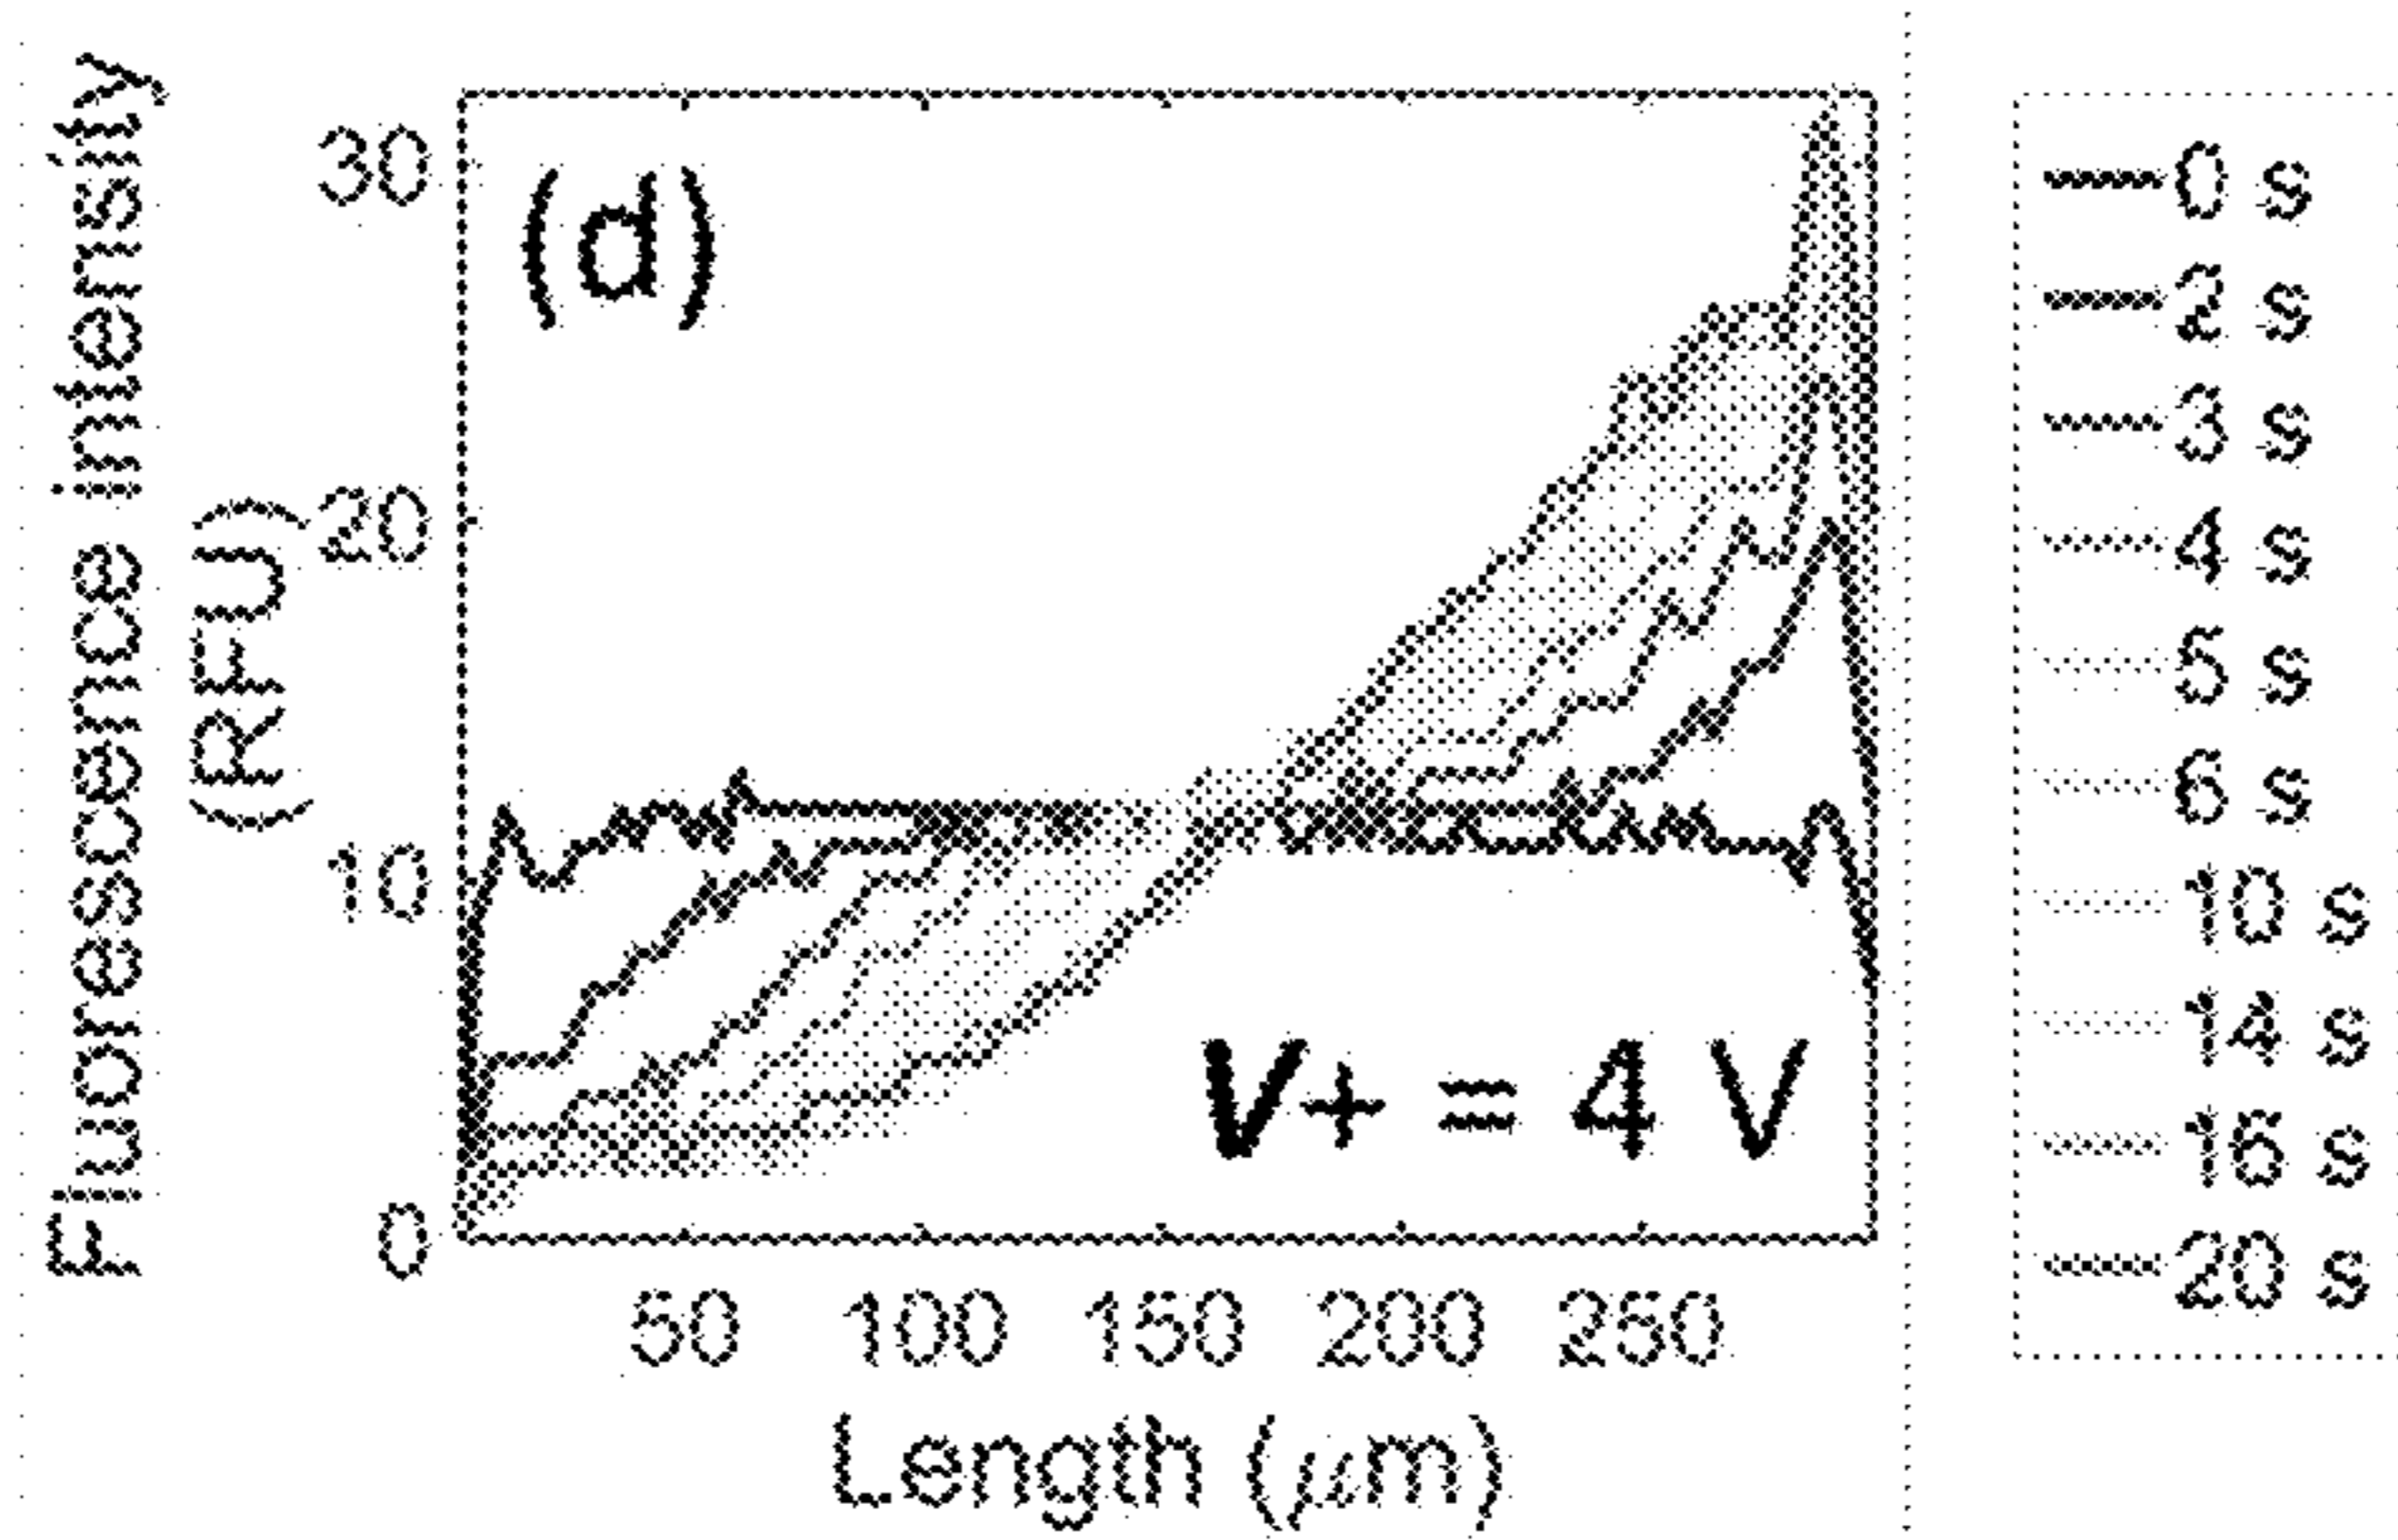 Fluorescence intensity
(RFU)
30
20
10
0
(d)
V+ = 4 V
50 100 150 200 250
Length (μm)
0 s
2 s
3 s
4 s
5 s
6 s
10 s
14 s
16 s
20 s